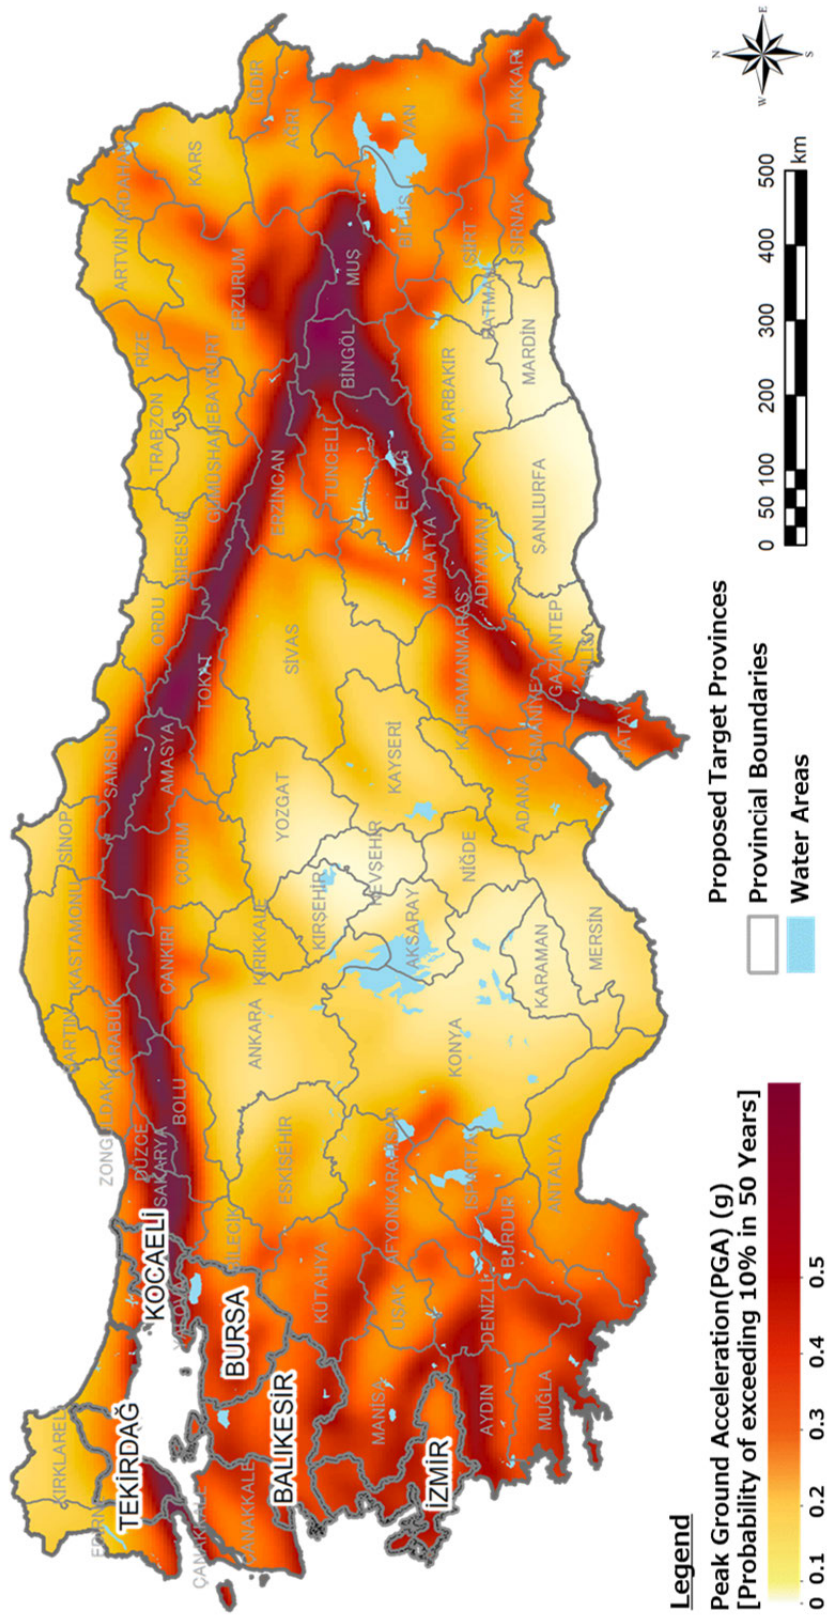 KIRKLAREL
SİNOP
KASTAMONU
BARTIN
ZONGULDAK
KARABÜK
SAMSUN
ARTVİN
ARDAHAN
TEKİRDAĞ
KOCAELİ
DÜZCE
SAKARYA
BOLU
ÇANKIRI
ÇORUM
AMASYA
TOKAT
ORDU
GİRESUN
TRABZON
RİZE
GÜMÜŞHANE
BAYBURT
KARS
ERZURUM
IĞDIR
AĞRI
ÇANAKKALE
BURSA
BİLECİK
ANKARA
KIRIKKALE
YOZGAT
SİVAS
ERZİNCAN
ÇANAKKALE
BALIKESİR
KÜTAHYA
ESKİŞEHİR
KIRŞEHİR
TUNCELİ
BİNGÖL
MUŞ
MANİSA
UŞAK
AFYONKARAHİSAR
NEVŞEHİR
KAYSERİ
MALATYA
ELAZIĞ
BİTLİS
VAN
İZMİR
KONYA
AKSARAY
NİĞDE
KAHRAMANMARAŞ
ADIYAMAN
DİYARBAKIR
BATMAN
SİİRT
ŞIRNAK
HAKKARİ
AYDIN
DENİZLİ
BURDUR
ISPARTA
ADANA
OSMANİYE
GAZİANTEP
ŞANLIURFA
MARDİN
MUĞLA
ANTALYA
KARAMAN
MERSİN
HATAY
N
W
E
S
Legend
Peak Ground Acceleration(PGA) (g)
[Probability of exceeding 10% in 50 Years]
0 0.1 0.2 0.3 0.4 0.5
Proposed Target Provinces
Provincial Boundaries
Water Areas
0 50 100 200 300 400 500
km